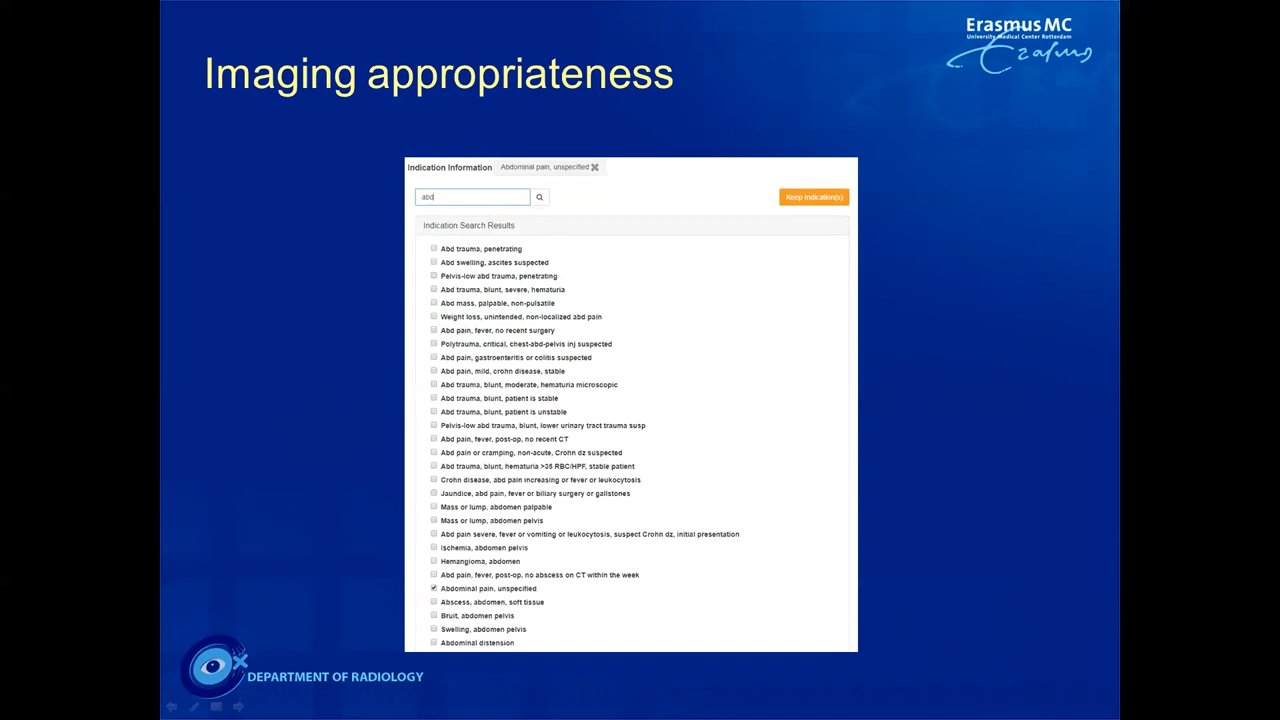 Erasmus MC
University Medical Center Rotterdam
Erasmus
Imaging appropriateness
Indication Information
Abdominal pain, unspecified
abd
Keep Indication(s)
Indication Search Results
Abd trauma, penetrating
Abd swelling, ascites suspected
Pelvis-low abd trauma, penetrating
Abd trauma, blunt, severe, hematuria
Abd mass, palpable, non-pulsatile
Weight loss, unintended, non-localized abd pain
Abd pain, fever, no recent surgery
Polytrauma, critical, chest-abd-pelvis inj suspected
Abd pain, gastroenteritis or colitis suspected
Abd pain, mild, crohn disease, stable
Abd trauma, blunt, moderate, hematuria microscopic
Abd trauma, blunt, patient is stable
Abd trauma, blunt, patient is unstable
Pelvis-low abd trauma, blunt, lower urinary tract trauma susp
Abd pain, fever, post-op, no recent CT
Abd pain or cramping, non-acute, Crohn dz suspected
Abd trauma, blunt, hematuria >35 RBC/HPF, stable patient
Crohn disease, abd pain increasing or fever or leukocytosis
Jaundice, abd pain, fever or biliary surgery or gallstones
Mass or lump, abdomen palpable
Mass or lump, abdomen pelvis
Abd pain severe, fever or vomiting or leukocytosis, suspect Crohn dz, initial presentation
Ischemia, abdomen pelvis
Hemangioma, abdomen
Abd pain, fever, post-op, no abscess on CT within the week
Abdominal pain, unspecified
Abscess, abdomen, soft tissue
Bruit, abdomen pelvis
Swelling, abdomen pelvis
Abdominal distension
DEPARTMENT OF RADIOLOGY